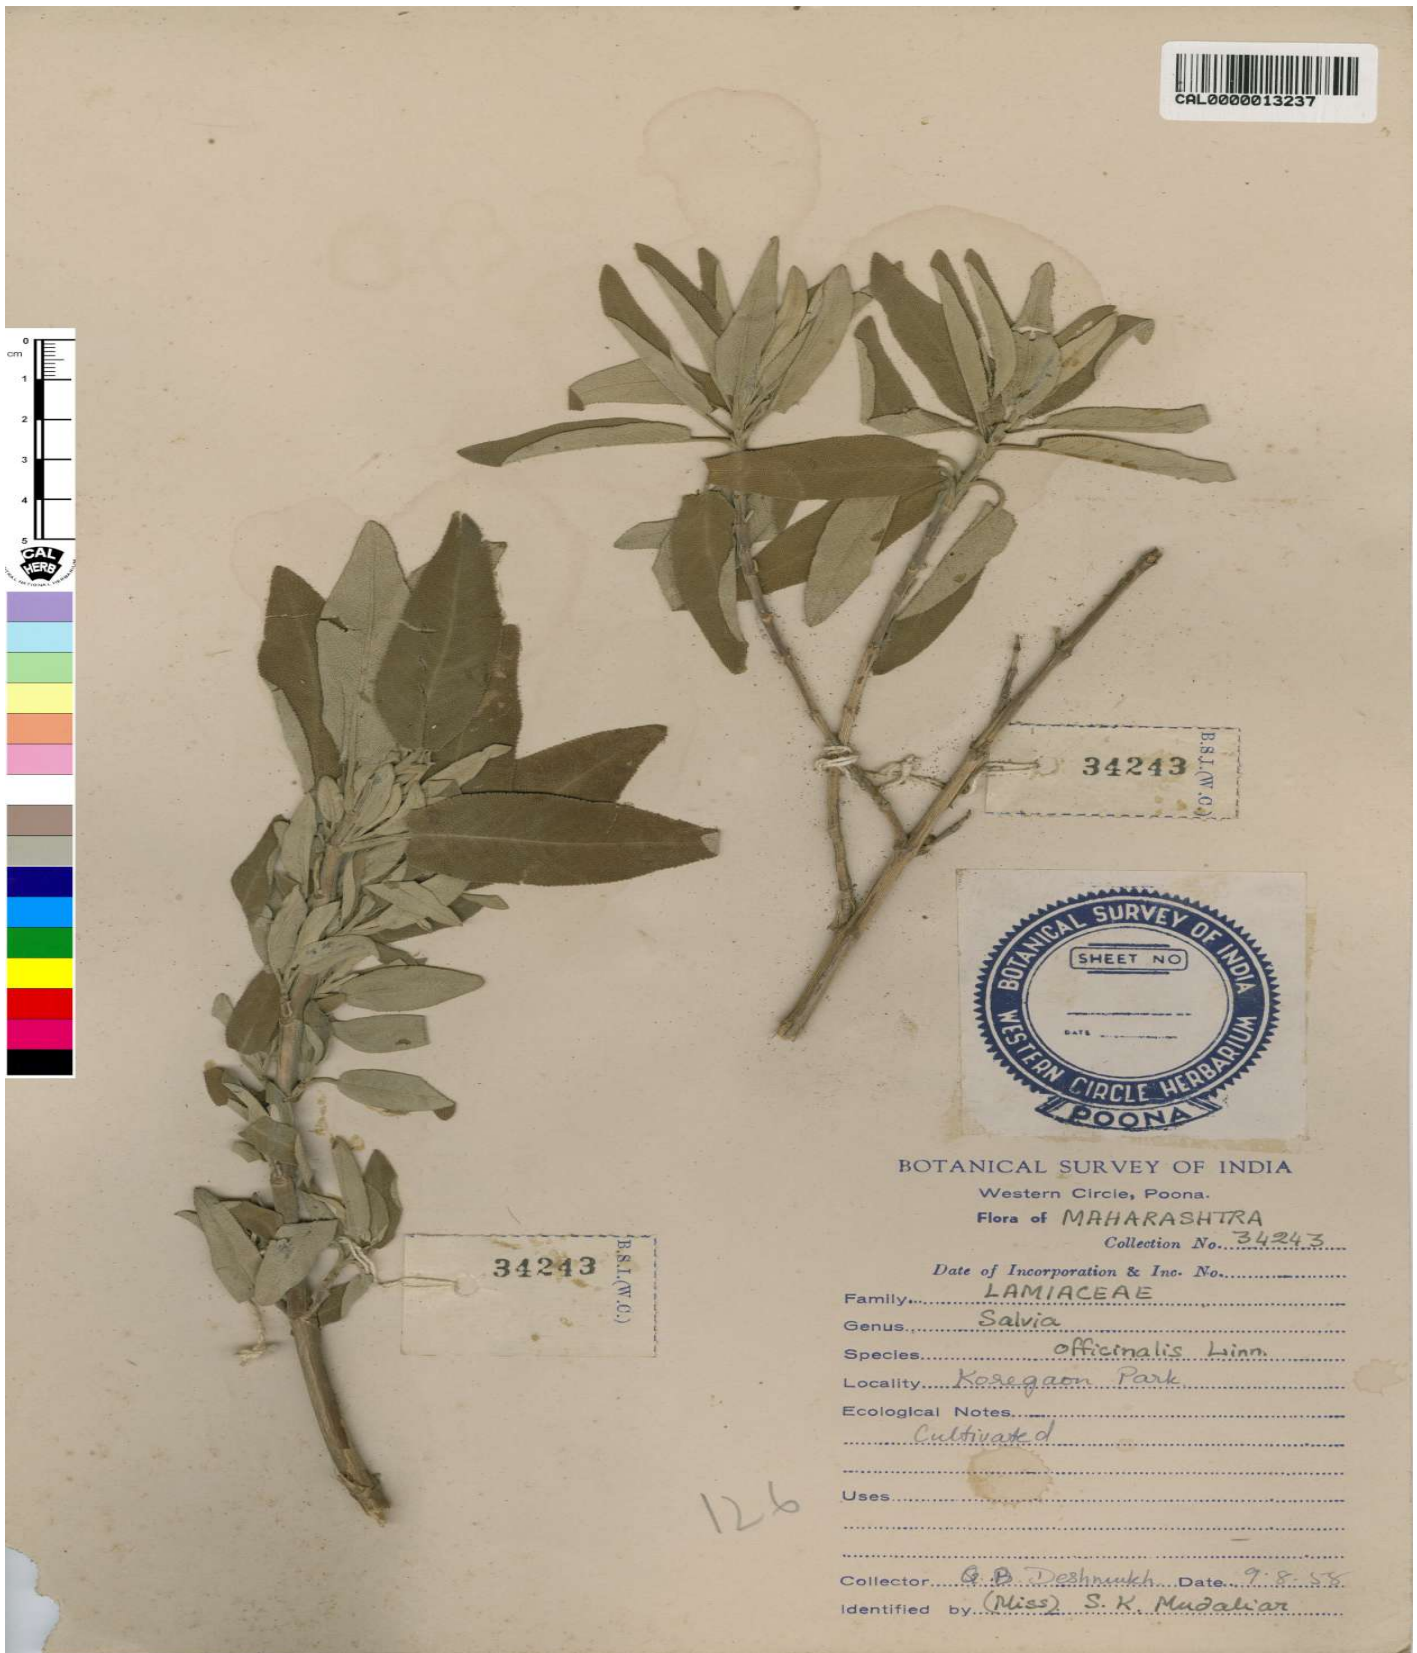 CAL0000013237
0
cm
1
2
3
4
5
CAL
HERB
34243
B.S.I.(W.C.)
BOTANICAL SURVEY OF INDIA
SHEET NO
DATE
WESTERN CIRCLE HERBARIUM
POONA
BOTANICAL SURVEY OF INDIA
Western Circle, Poona.
Flora of MAHARASHTRA
Collection No. 34243
Date of Incorporation & Inc. No.
34243
B.S.I.(W.C.)
Family LAMIACEAE
Genus Salvia
Species officinalis Linn.
Locality Koregaon Park
Ecological Notes
Cultivated
126
Uses
Collector G. B. Deshmukh Date 9.8.58
Identified by (Miss) S. K. Mudaliar